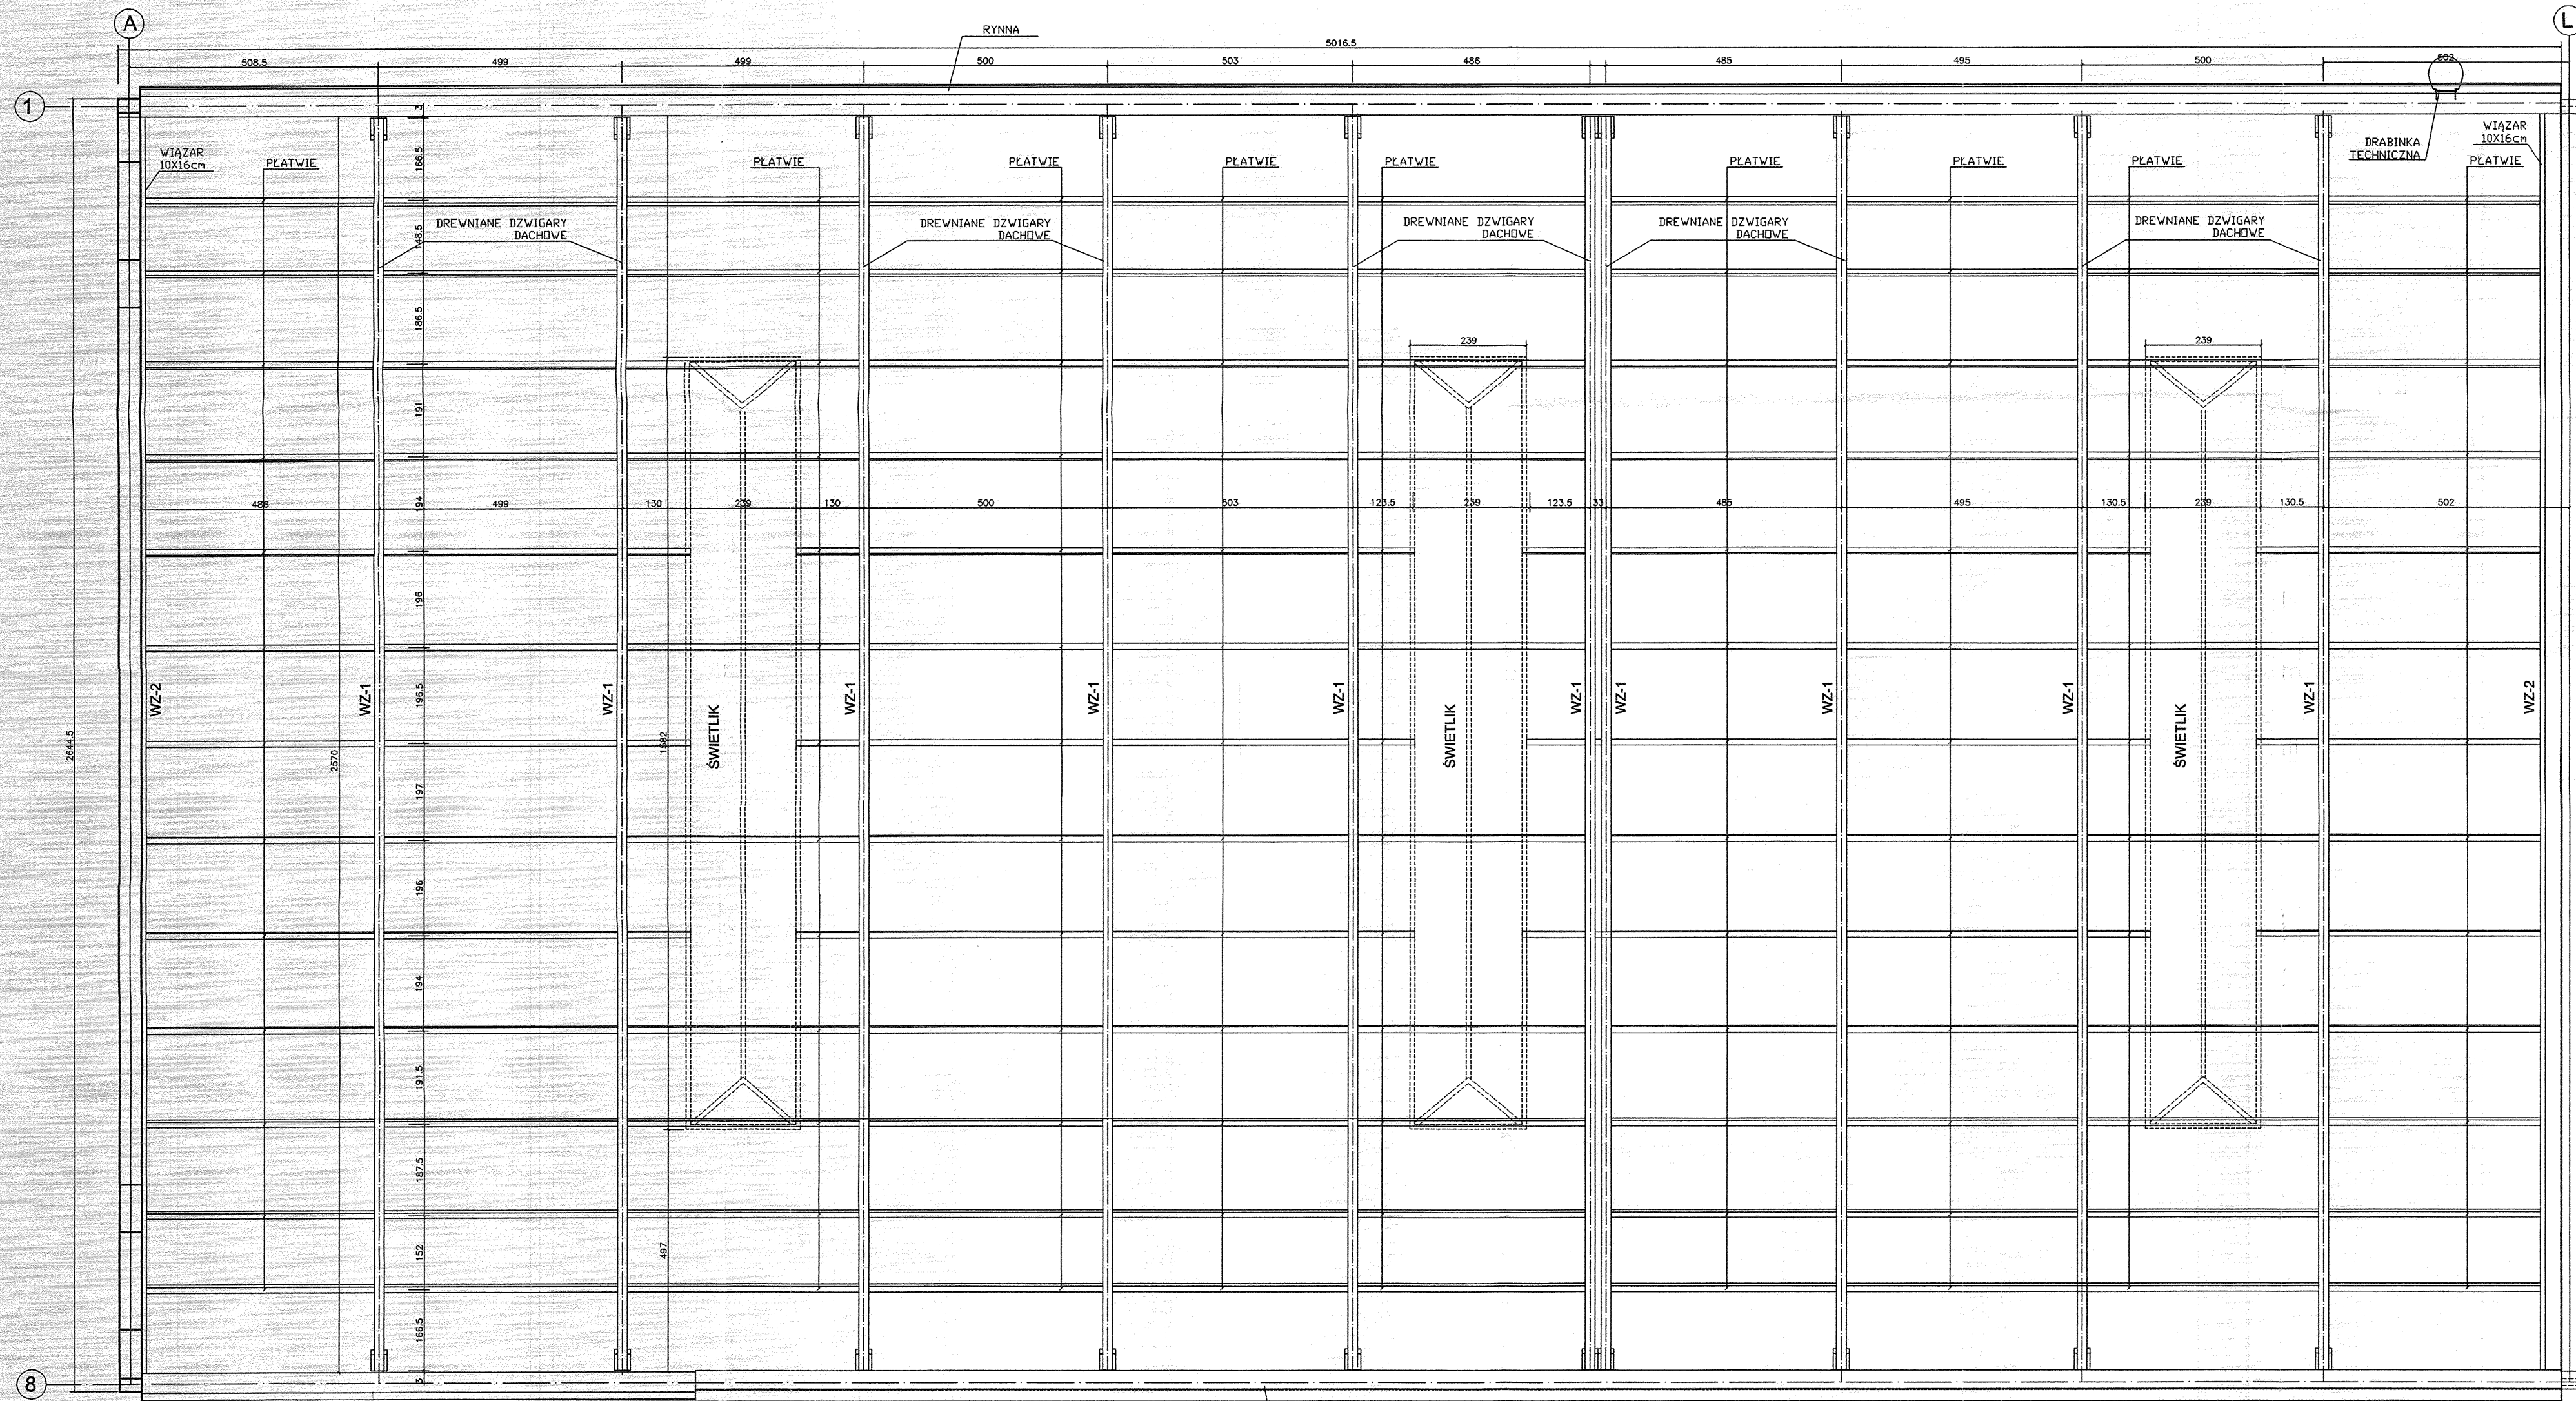 A
L
RYNNA
5016.5
508.5
499
499
500
503
486
485
495
500
502
1
3
WIĄZAR
10X16cm
PŁATWIE
166.5
PŁATWIE
PŁATWIE
PŁATWIE
PŁATWIE
PŁATWIE
PŁATWIE
PŁATWIE
DRABINKA
TECHNICZNA
WIĄZAR
10X16cm
PŁATWIE
148.5
DREWNIANE DZWIGARY
DACHOWE
DREWNIANE DZWIGARY
DACHOWE
DREWNIANE DZWIGARY
DACHOWE
DREWNIANE DZWIGARY
DACHOWE
DREWNIANE DZWIGARY
DACHOWE
186.5
239
239
191
486
499
194
130
239
130
500
503
123.5
239
123.5
33
485
495
130.5
239
130.5
502
196
196.5
WZ-2
WZ-1
WZ-1
ŚWIETLIK
WZ-1
WZ-1
WZ-1
ŚWIETLIK
WZ-1
WZ-1
WZ-1
WZ-1
ŚWIETLIK
WZ-1
WZ-2
2644.5
2570
1582
197
196
194
191.5
187.5
152
497
166.5
8
3